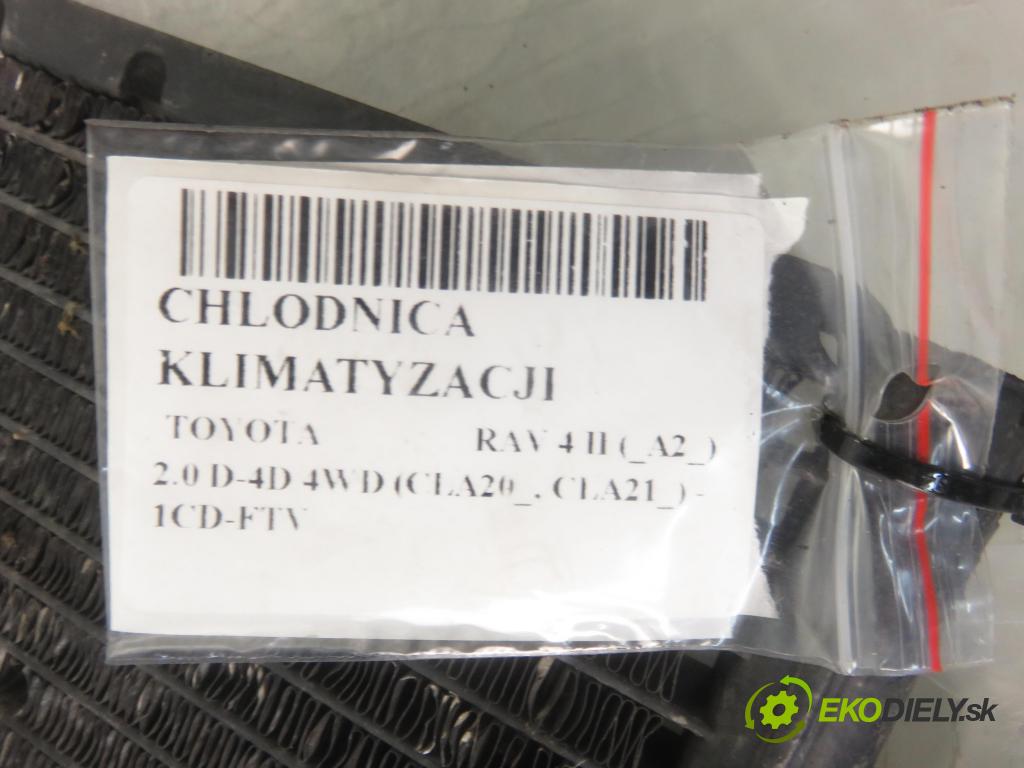 CHLODNICA
KLIMATYZACJI
TOYOTA RAV 4 II (_A2_)
2.0 D-4D 4WD (CLA20_, CLA21_) -
1CD-FTV
EKODIELY.sk